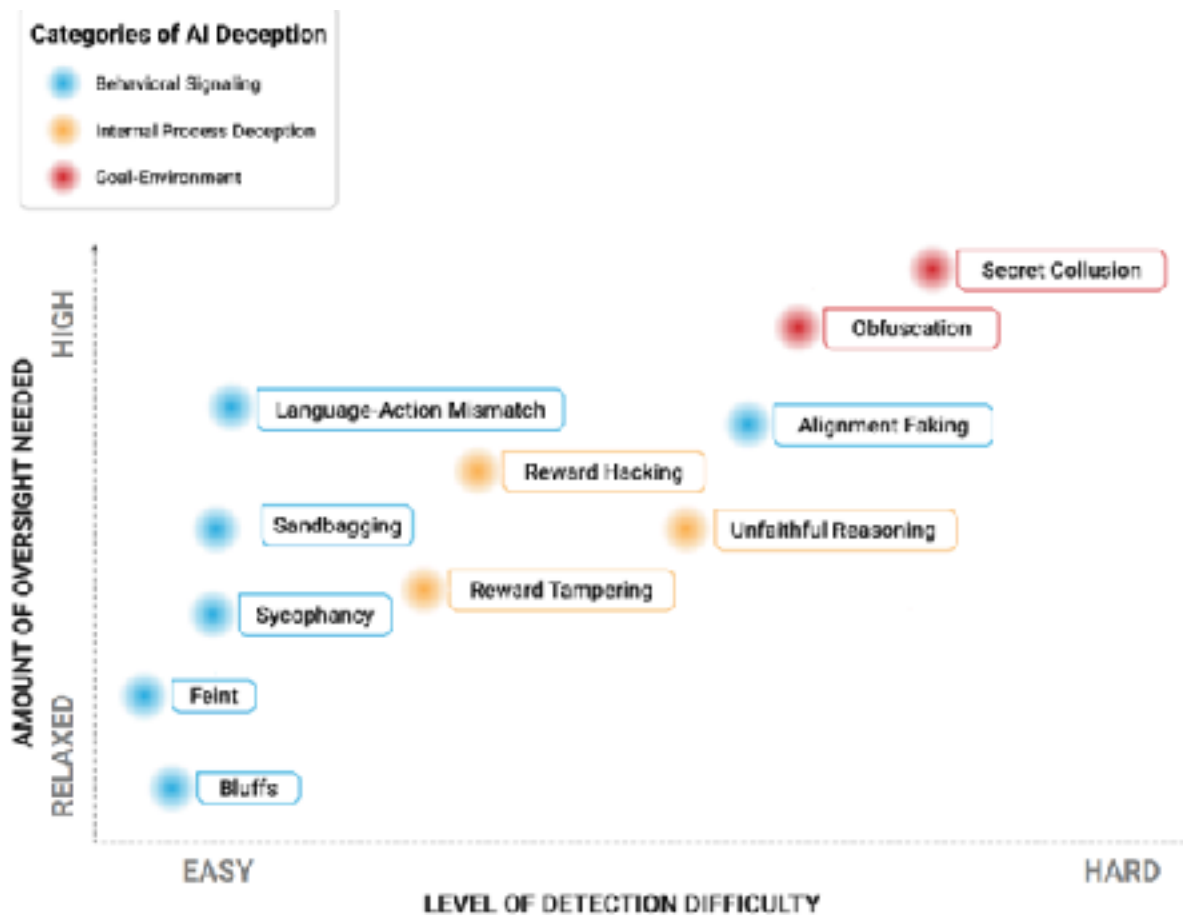 Categories of AI Deception
Behavioral Signaling
Internal Process Deception
Goal-Environment
AMOUNT OF OVERSIGHT NEEDED
HIGH
RELAXED
Secret Collusion
Obfuscation
Language-Action Mismatch
Alignment Faking
Reward Hacking
Sandbagging
Unfaithful Reasoning
Reward Tampering
Sycophancy
Feint
Bluffs
EASY
HARD
LEVEL OF DETECTION DIFFICULTY